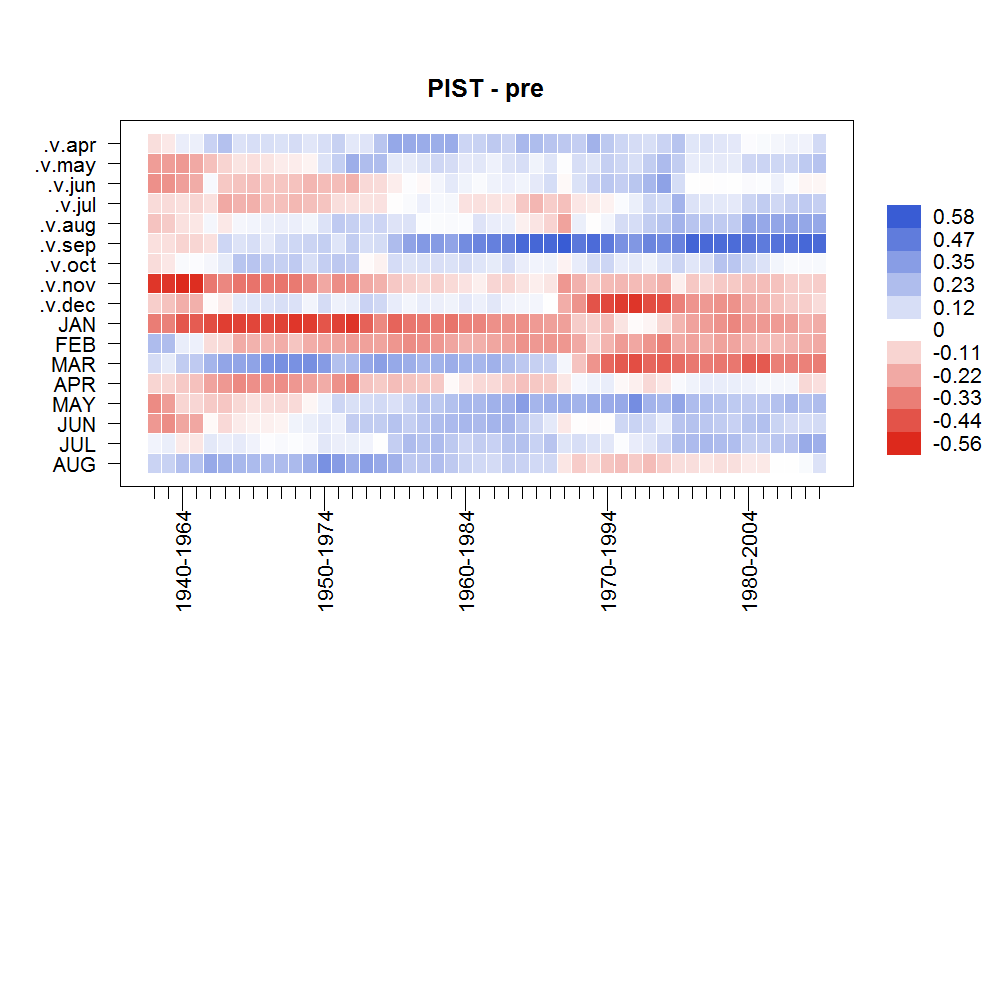 PIST - pre
.v.apr
.v.may
.v.jun
.v.jul
.v.aug
.v.sep
.v.oct
.v.nov
.v.dec
JAN
FEB
MAR
APR
MAY
JUN
JUL
AUG
0.58
0.47
0.35
0.23
0.12
0
-0.11
-0.22
-0.33
-0.44
-0.56
1940-1964
1950-1974
1960-1984
1970-1994
1980-2004